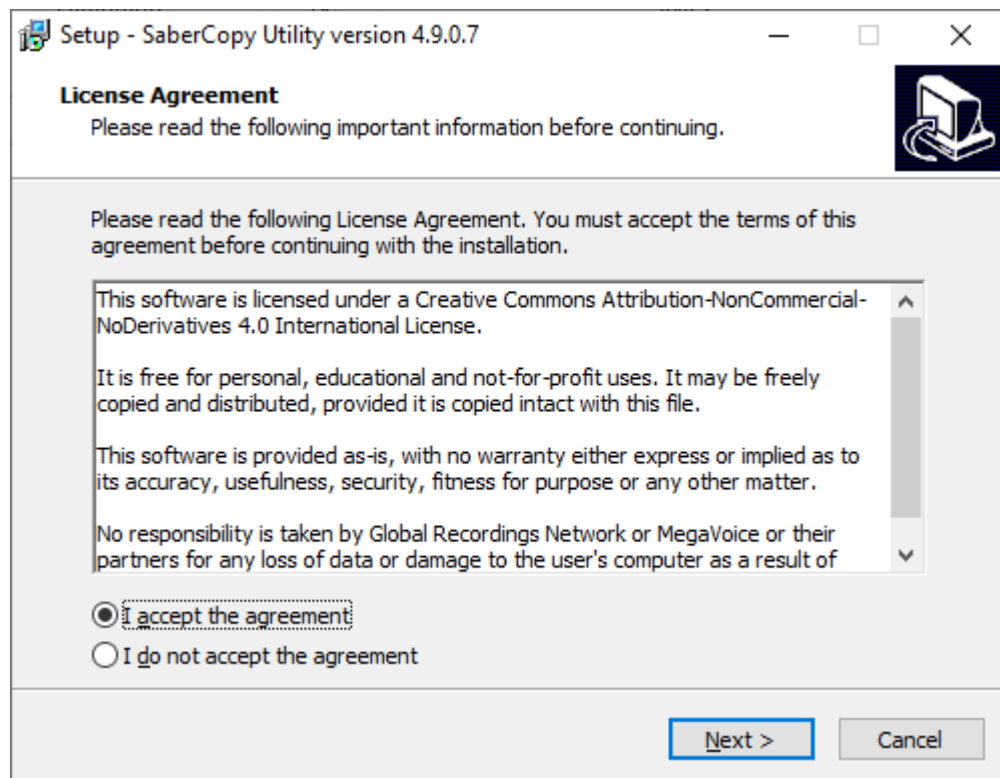 Setup - SaberCopy Utility version 4.9.0.7
License Agreement
Please read the following important information before continuing.
Please read the following License Agreement. You must accept the terms of this
agreement before continuing with the installation.
This software is licensed under a Creative Commons Attribution-NonCommercial-
NoDerivatives 4.0 International License.
It is free for personal, educational and not-for-profit uses. It may be freely
copied and distributed, provided it is copied intact with this file.
This software is provided as-is, with no warranty either express or implied as to
its accuracy, usefulness, security, fitness for purpose or any other matter.
No responsibility is taken by Global Recordings Network or MegaVoice or their
partners for any loss of data or damage to the user's computer as a result of
I accept the agreement
I do not accept the agreement
Next >
Cancel